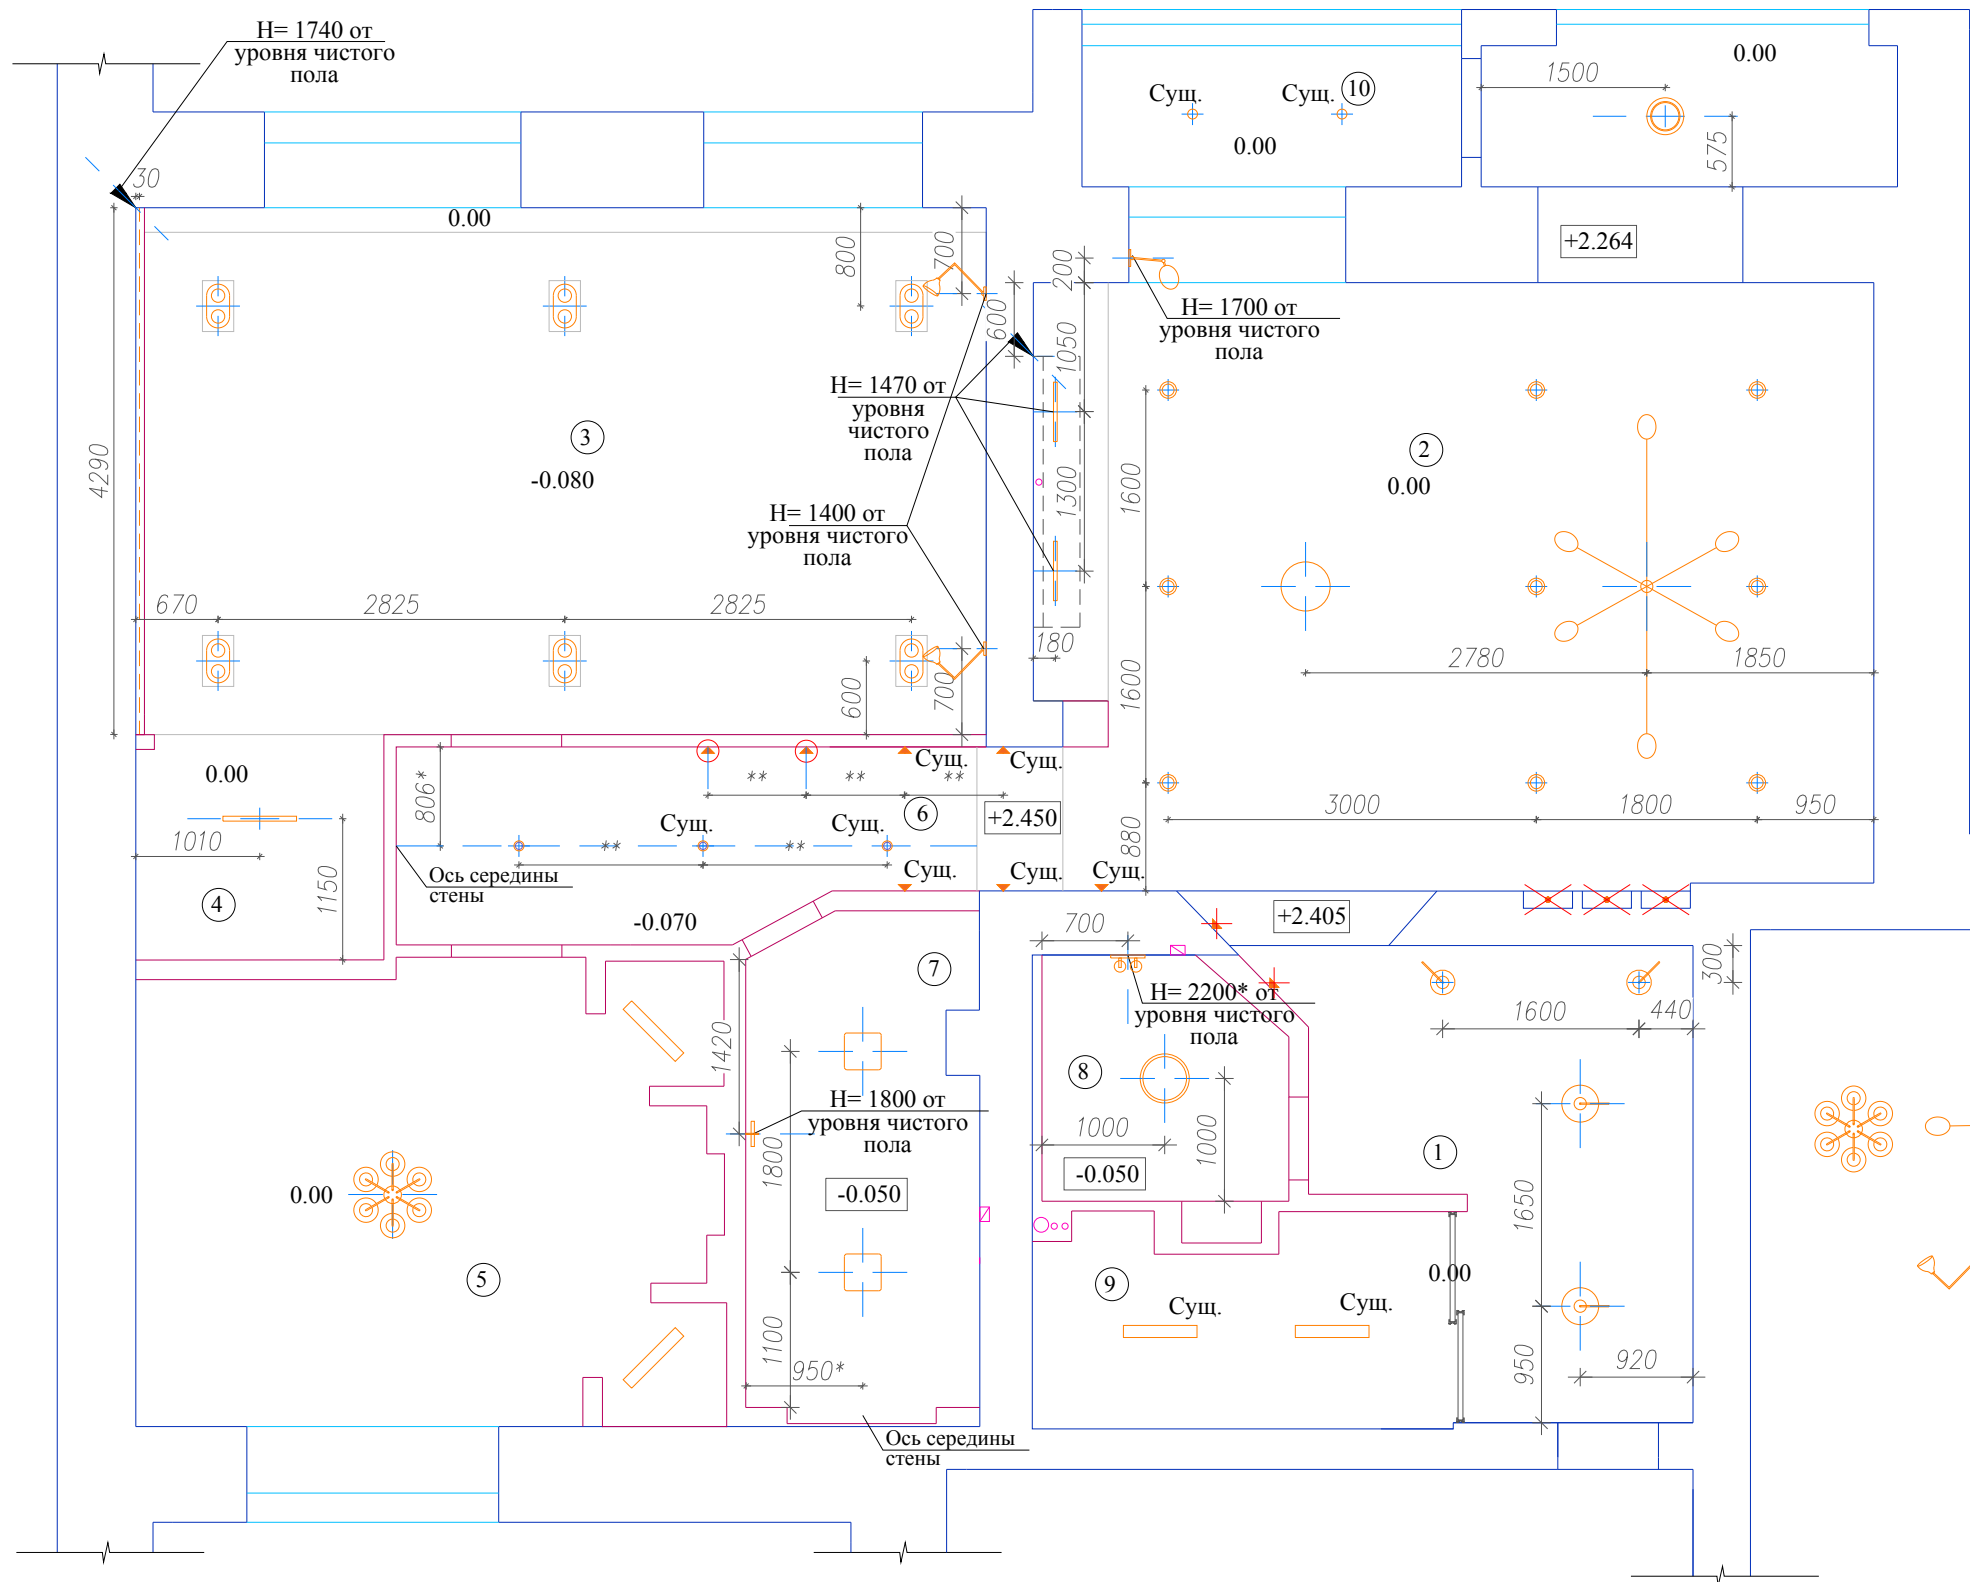 H= 1740 от
уровня чистого
пола
Сущ.
Сущ.
10
0.00
1500
0.00
575
30
0.00
800
700
600
200
1050
+2.264
H= 1700 от
уровня чистого
пола
H= 1470 от
уровня
чистого
пола
4290
3
-0.080
1300
1600
2
0.00
H= 1400 от
уровня чистого
пола
670
2825
2825
180
2780
1850
600
700
1600
0.00
1010
4
1150
806*
**
**
**
Сущ.
Сущ.
6
+2.450
Сущ.
Сущ.
**
**
Ось середины
стены
-0.070
Сущ.
Сущ.
Сущ.
880
3000
1800
950
+2.405
700
7
H= 2200* от
уровня чистого
пола
1600
440
300
1420
8
H= 1800 от
уровня чистого
пола
1800
-0.050
1000
1000
-0.050
1
1650
0.00
5
9
0.00
Сущ.
Сущ.
1100
950*
950
920
Ось середины
стены